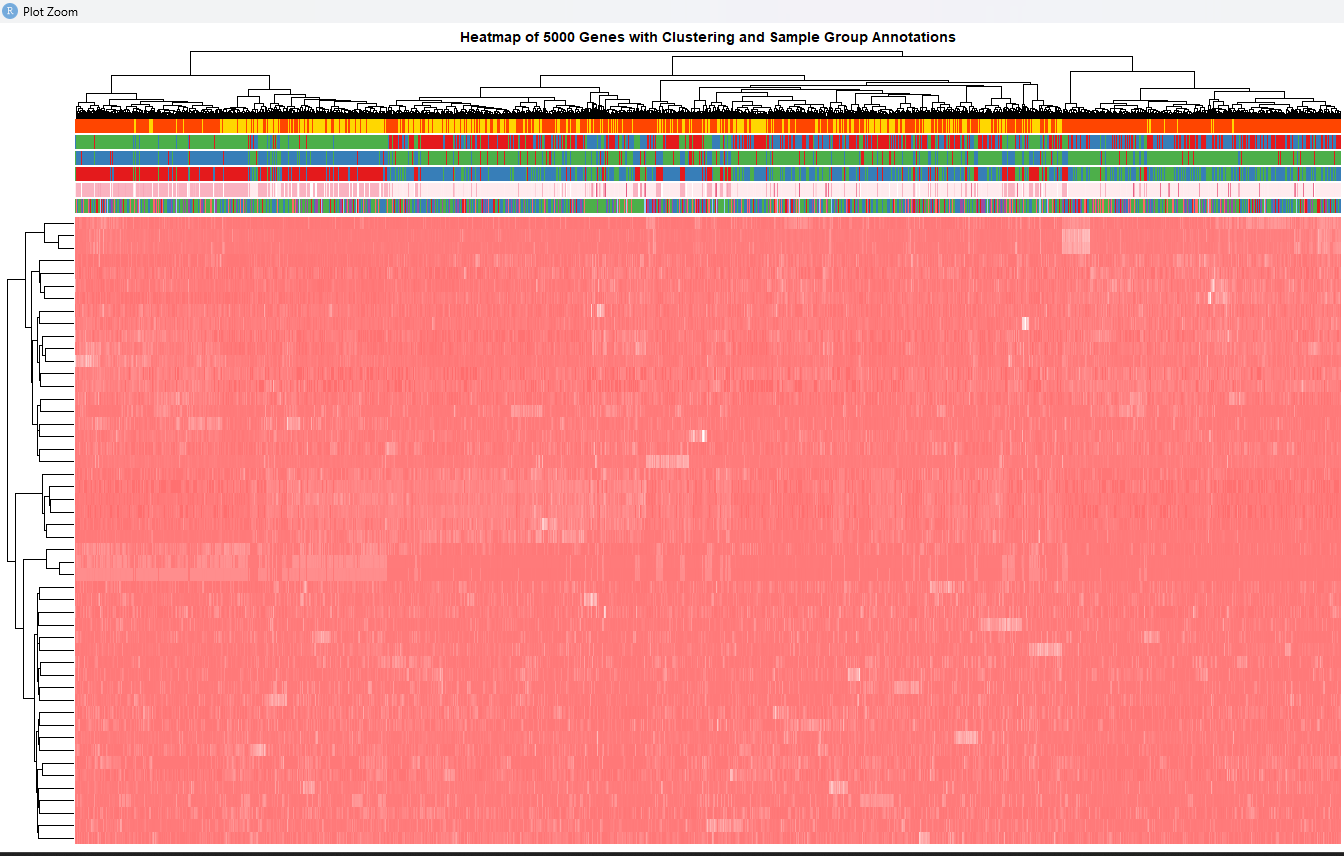 R Plot Zoom
Heatmap of 5000 Genes with Clustering and Sample Group Annotations